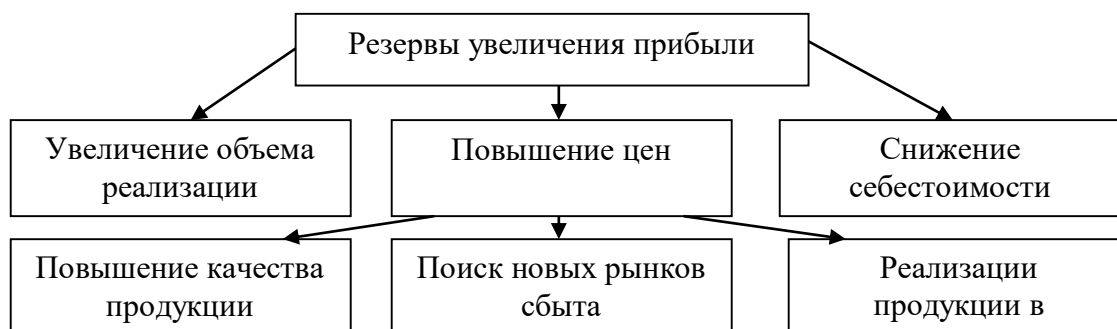 Резервы увеличения прибыли
Увеличение объема
реализации
Повышение цен
Снижение
себестоимости
Повышение качества
продукции
Поиск новых рынков
сбыта
Реализации
продукции в